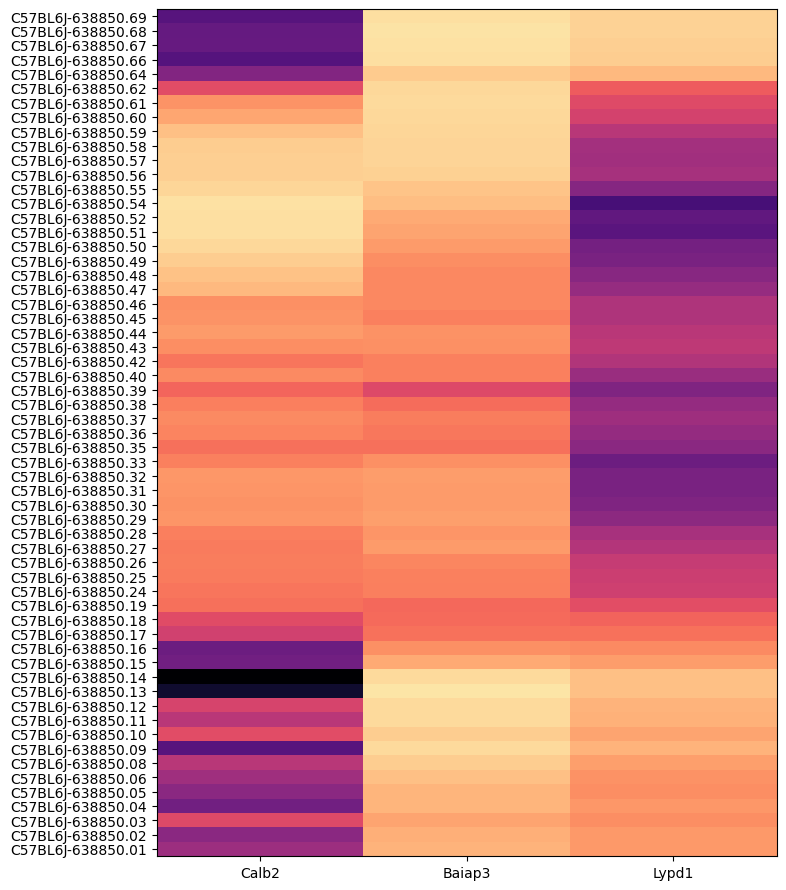 C57BL6J-638850.69
C57BL6J-638850.68
C57BL6J-638850.67
C57BL6J-638850.66
C57BL6J-638850.64
C57BL6J-638850.62
C57BL6J-638850.61
C57BL6J-638850.60
C57BL6J-638850.59
C57BL6J-638850.58
C57BL6J-638850.57
C57BL6J-638850.56
C57BL6J-638850.55
C57BL6J-638850.54
C57BL6J-638850.52
C57BL6J-638850.51
C57BL6J-638850.50
C57BL6J-638850.49
C57BL6J-638850.48
C57BL6J-638850.47
C57BL6J-638850.46
C57BL6J-638850.45
C57BL6J-638850.44
C57BL6J-638850.43
C57BL6J-638850.42
C57BL6J-638850.40
C57BL6J-638850.39
C57BL6J-638850.38
C57BL6J-638850.37
C57BL6J-638850.36
C57BL6J-638850.35
C57BL6J-638850.33
C57BL6J-638850.32
C57BL6J-638850.31
C57BL6J-638850.30
C57BL6J-638850.29
C57BL6J-638850.28
C57BL6J-638850.27
C57BL6J-638850.26
C57BL6J-638850.25
C57BL6J-638850.24
C57BL6J-638850.19
C57BL6J-638850.18
C57BL6J-638850.17
C57BL6J-638850.16
C57BL6J-638850.15
C57BL6J-638850.14
C57BL6J-638850.13
C57BL6J-638850.12
C57BL6J-638850.11
C57BL6J-638850.10
C57BL6J-638850.09
C57BL6J-638850.08
C57BL6J-638850.06
C57BL6J-638850.05
C57BL6J-638850.04
C57BL6J-638850.03
C57BL6J-638850.02
C57BL6J-638850.01
Calb2 Baiap3 Lypd1